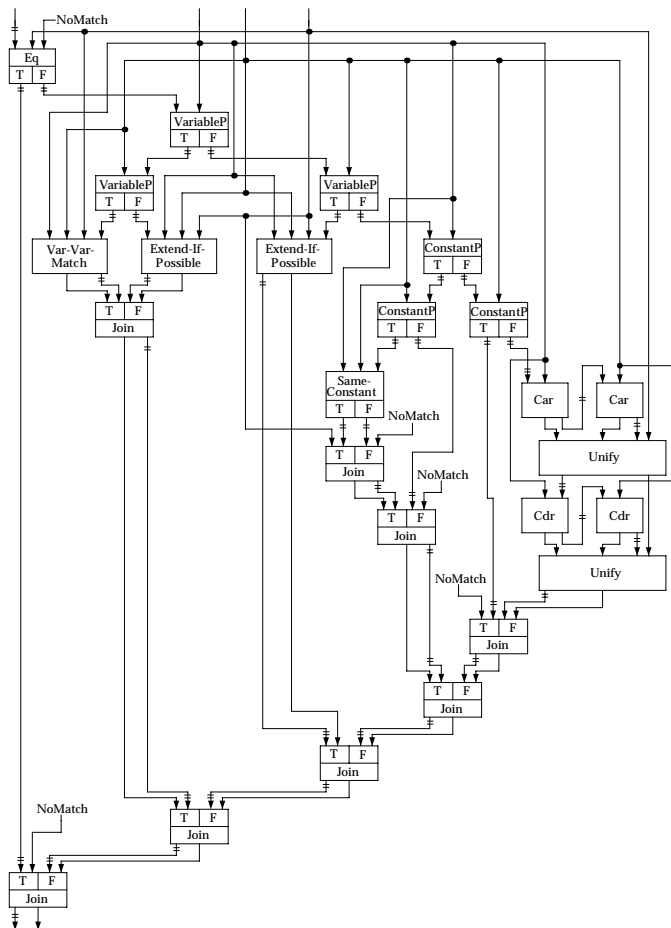 NoMatch
Eq
T F
VariableP
T F
VariableP
T F
VariableP
T F
Var-Var-
Match
Extend-If-
Possible
Extend-If-
Possible
ConstantP
T F
T F
Join
ConstantP
T F
ConstantP
T F
Same-
Constant
T F
Car
Car
NoMatch
T F
Join
Unify
NoMatch
T F
Join
Cdr
Cdr
Unify
NoMatch
T F
Join
T F
Join
T F
Join
NoMatch
T F
Join
T F
Join